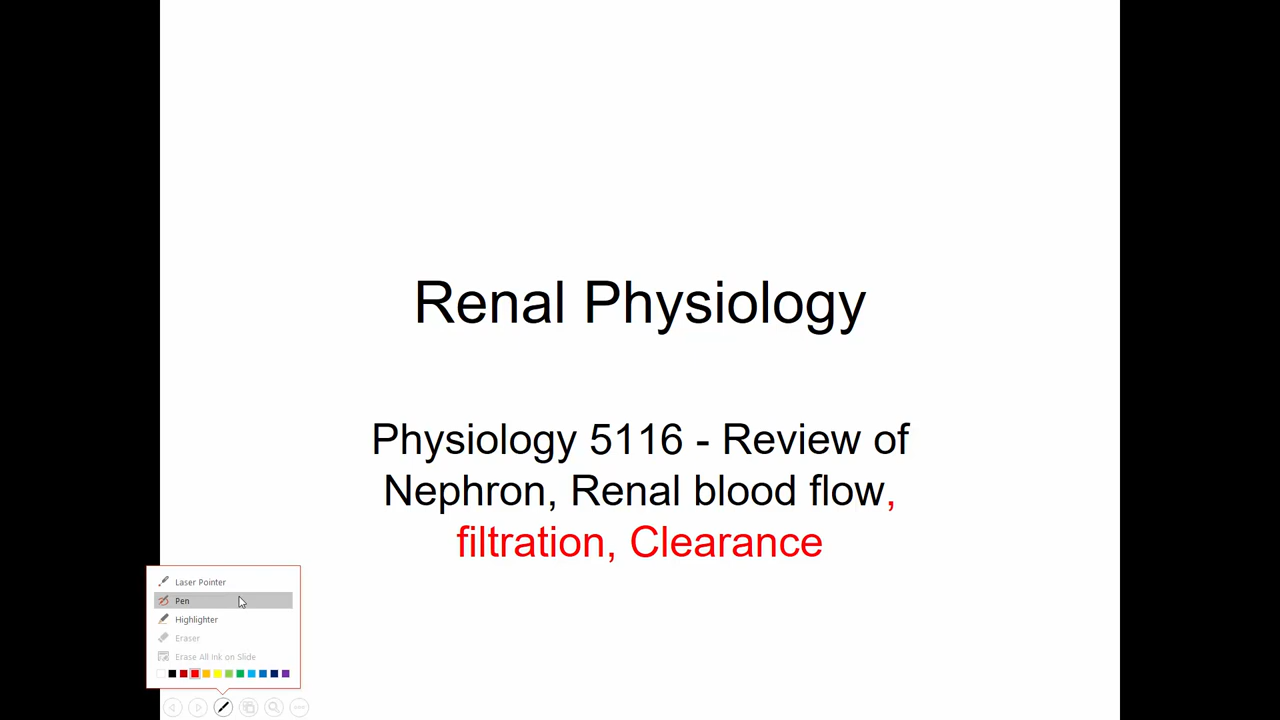 Renal Physiology
Physiology 5116 - Review of
Nephron, Renal blood flow,
filtration, Clearance
Laser Pointer
Pen
Highlighter
Eraser
Erase All Ink on Slide